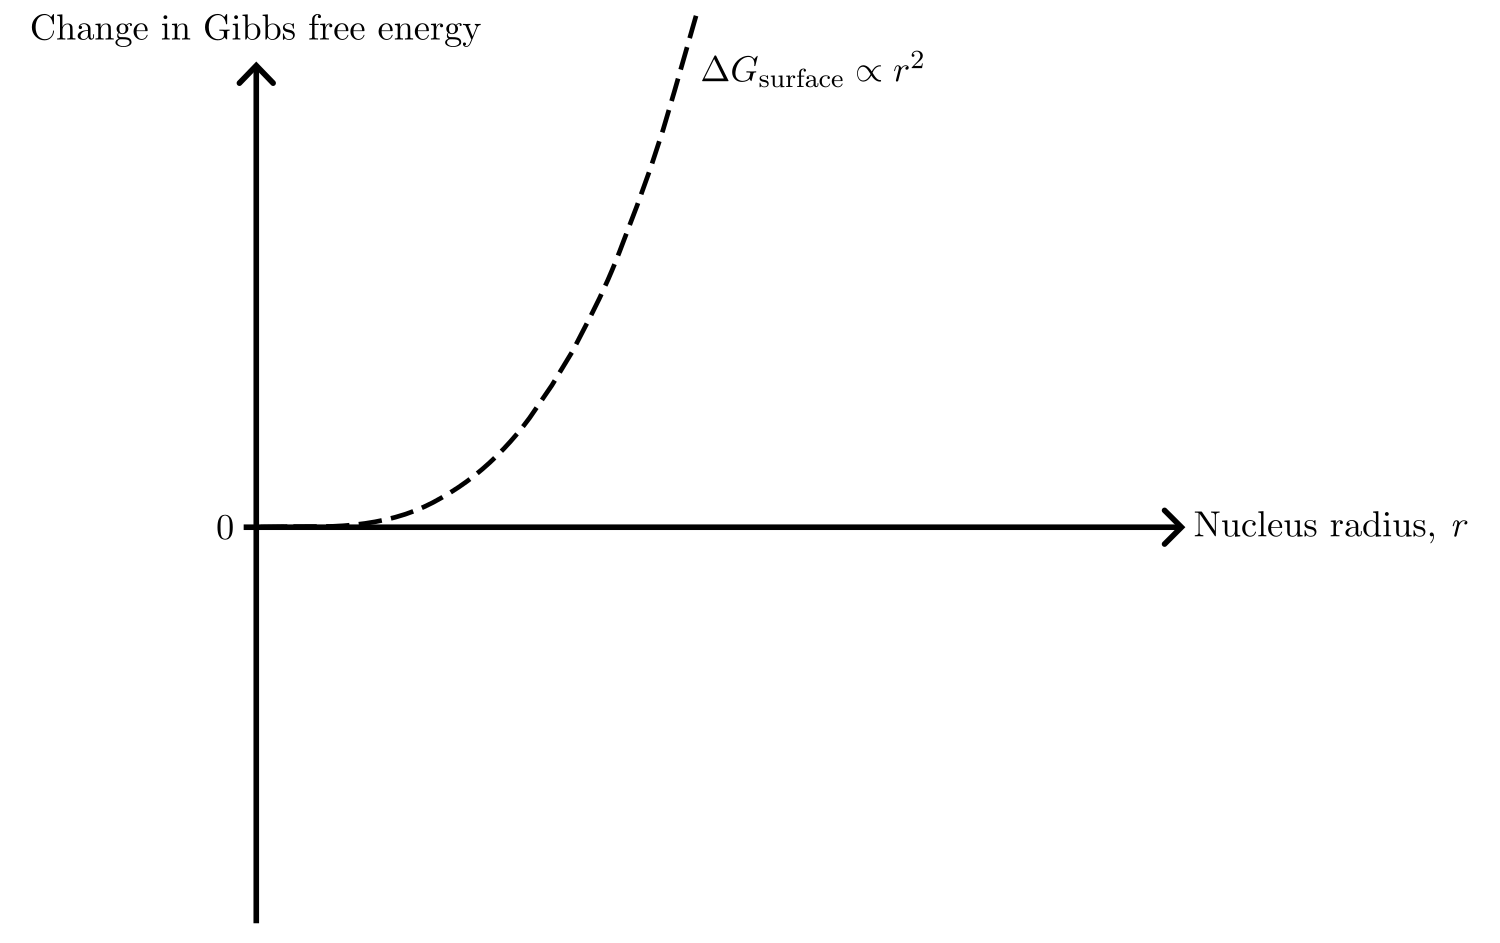 Change in Gibbs free energy
ΔG_surface ∝ r²
0
Nucleus radius, r